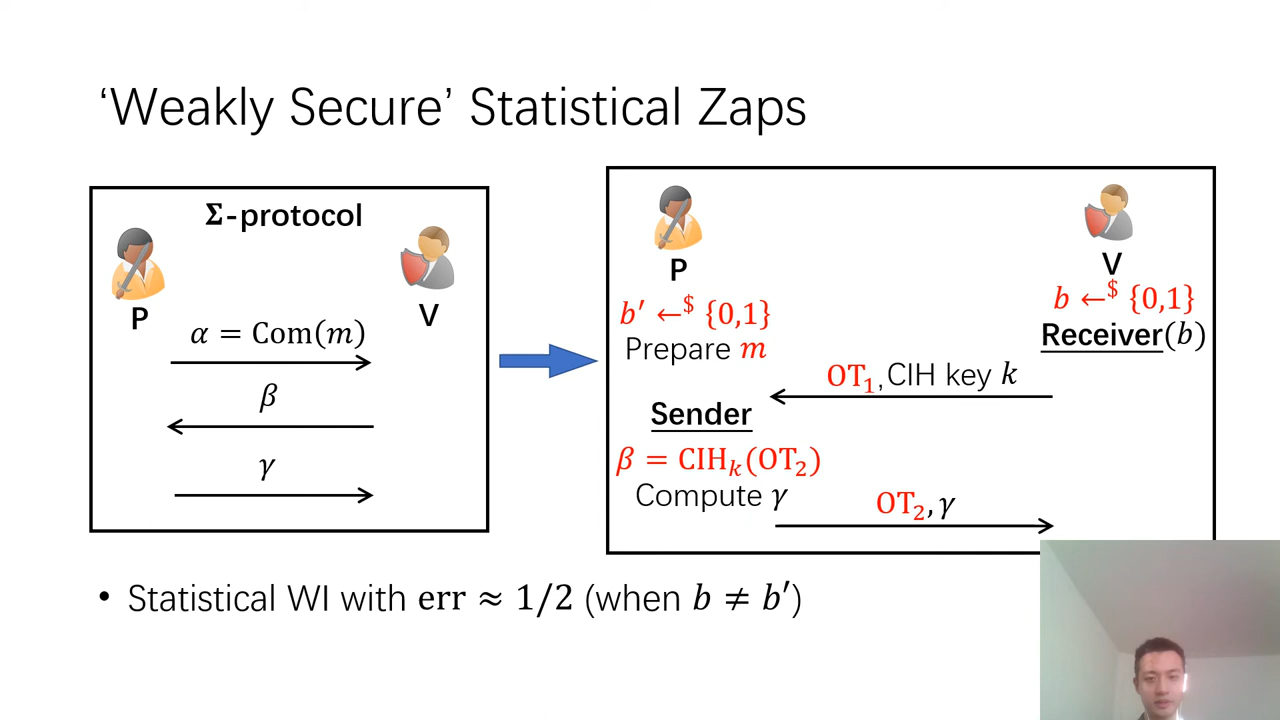 ‘Weakly Secure’ Statistical Zaps
Σ-protocol
P
V
α = Com(m)
β
γ
P
V
b′ ←$ {0,1}
b ←$ {0,1}
Prepare m
Receiver(b)
OT₁, CIH key k
Sender
β = CIHₖ(OT₂)
Compute γ
OT₂, γ
• Statistical WI with err ≈ 1/2 (when b ≠ b′)